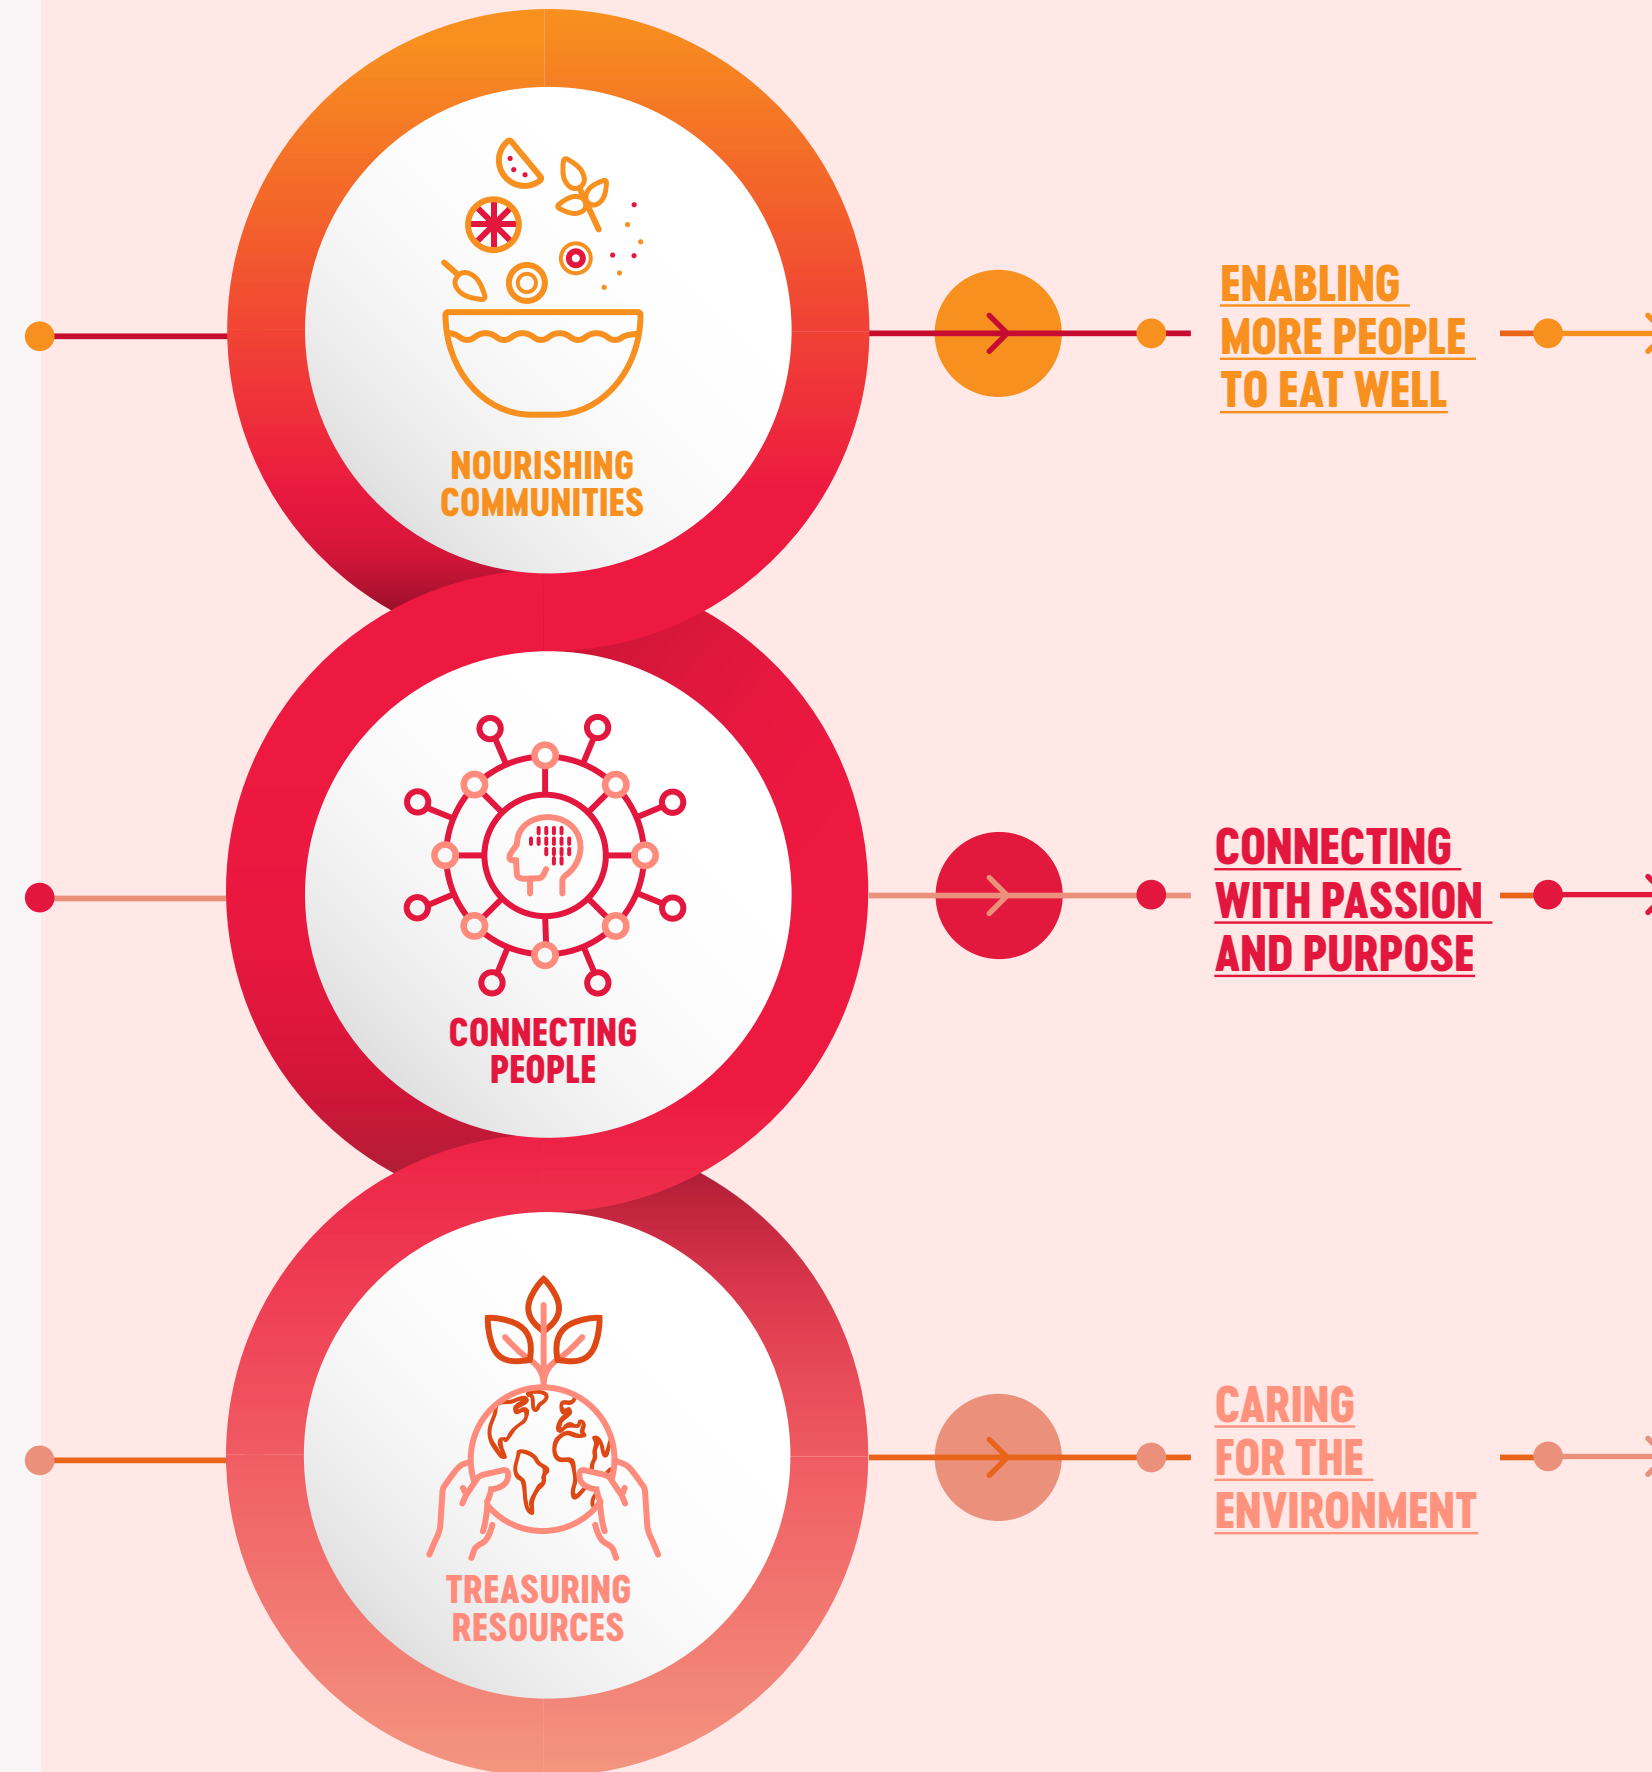 NOURISHING
COMMUNITIES
ENABLING
MORE PEOPLE
TO EAT WELL
CONNECTING
PEOPLE
CONNECTING
WITH PASSION
AND PURPOSE
TREASURING
RESOURCES
CARING
FOR THE
ENVIRONMENT